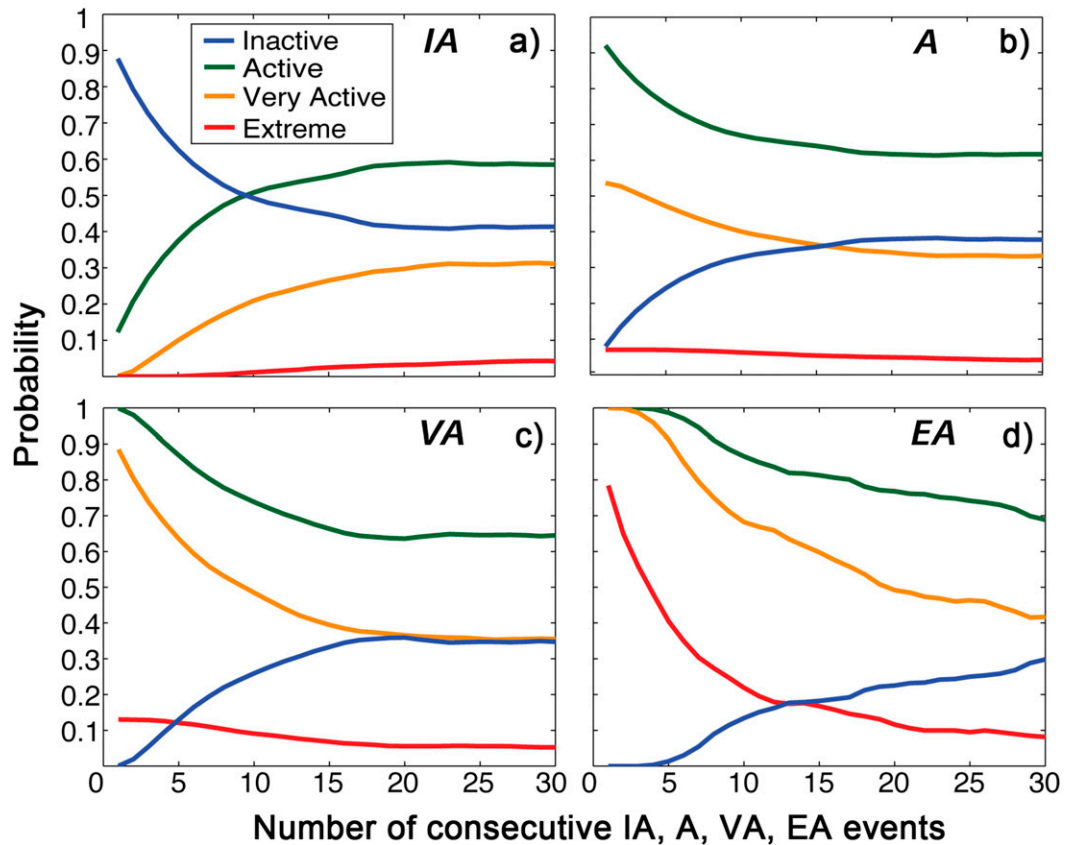 1
0.9
0.8
0.7
0.6
0.5
0.4
0.3
0.2
0.1
Inactive
Active
Very Active
Extreme
IA a)
A b)
Probability
1
0.9
0.8
0.7
0.6
0.5
0.4
0.3
0.2
0.1
VA c)
EA d)
0 5 10 15 20 25 30
0 5 10 15 20 25 30
Number of consecutive IA, A, VA, EA events